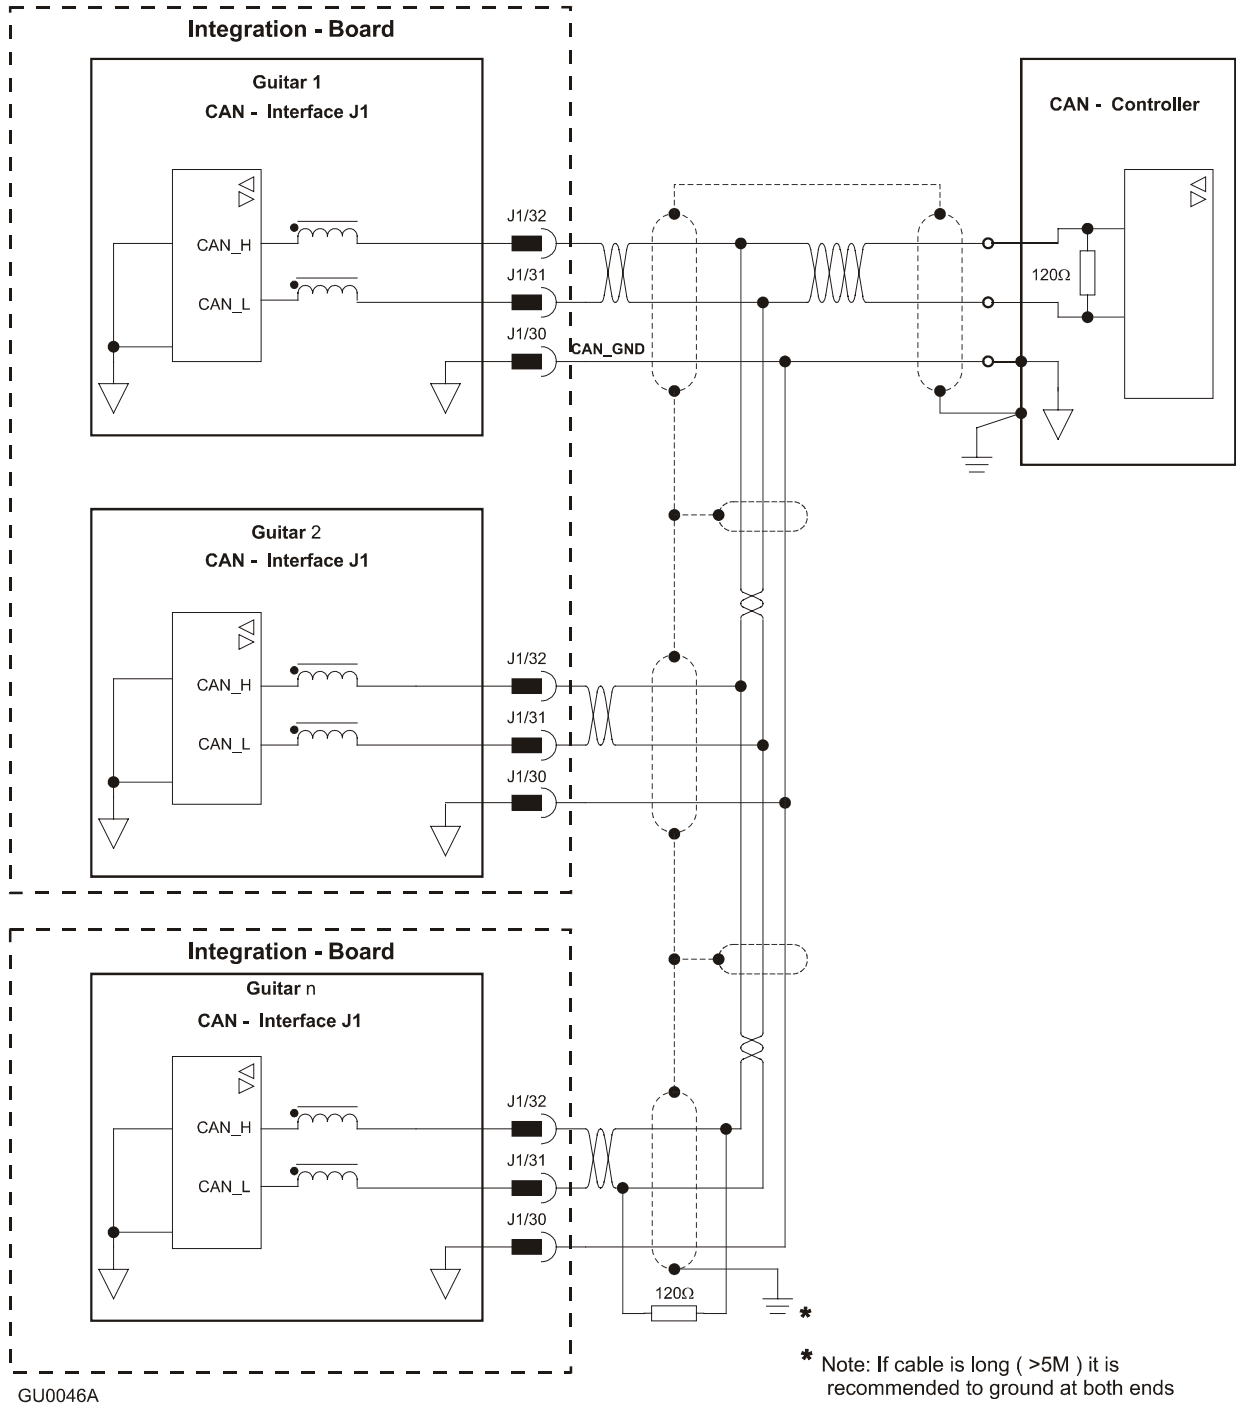 Integration - Board
Guitar 1
CAN - Interface J1
CAN - Controller
J1/32
CAN_H
J1/31
120Ω
CAN_L
J1/30
CAN_GND
Guitar 2
CAN - Interface J1
J1/32
CAN_H
J1/31
CAN_L
J1/30
Integration - Board
Guitar n
CAN - Interface J1
J1/32
CAN_H
J1/31
CAN_L
J1/30
120Ω
*
* Note: If cable is long ( >5M ) it is
recommended to ground at both ends
GU0046A